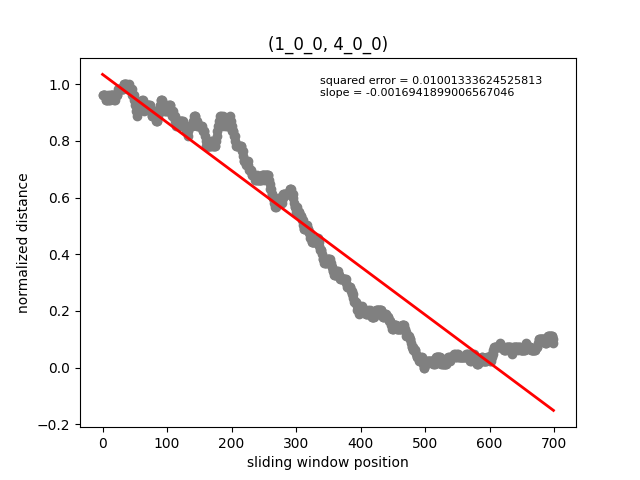 (1_0_0, 4_0_0)
squared error = 0.01001333624525813
slope = -0.0016941899006567046
1.0
0.8
0.6
0.4
0.2
0.0
−0.2
normalized distance
0 100 200 300 400 500 600 700
sliding window position